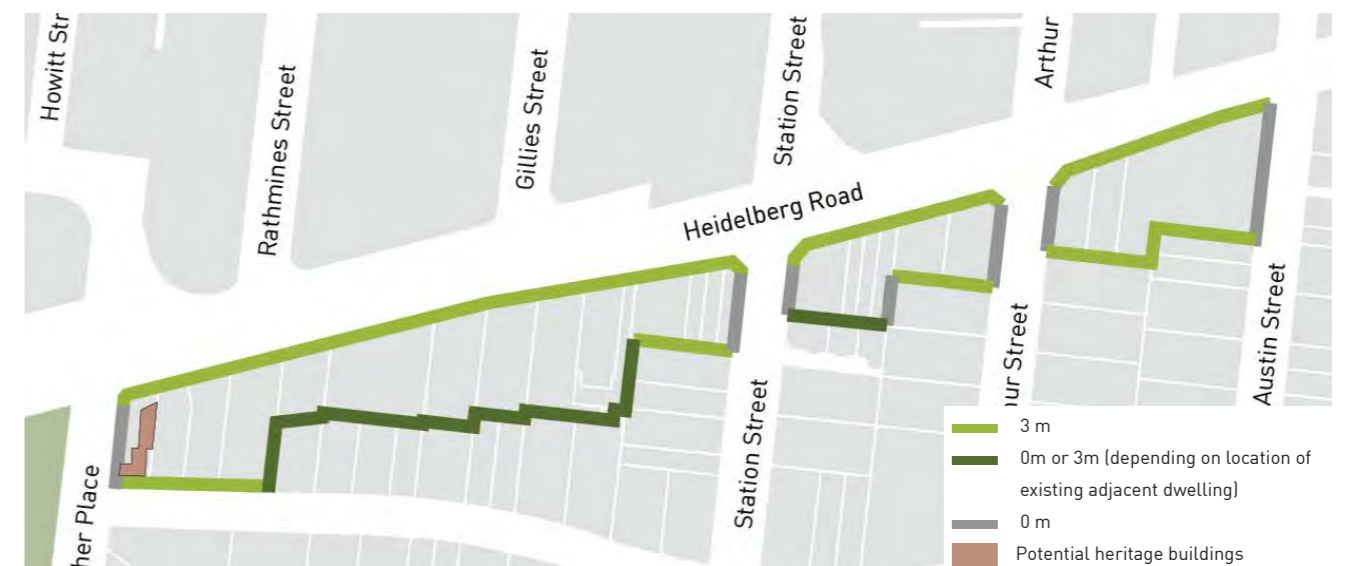 Howitt Str
Rathmines Street
Gillies Street
Station Street
Arthur
Heidelberg Road
her Place
Station Street
ur Street
Austin Street
3 m
0m or 3m (depending on location of
existing adjacent dwelling)
0 m
Potential heritage buildings